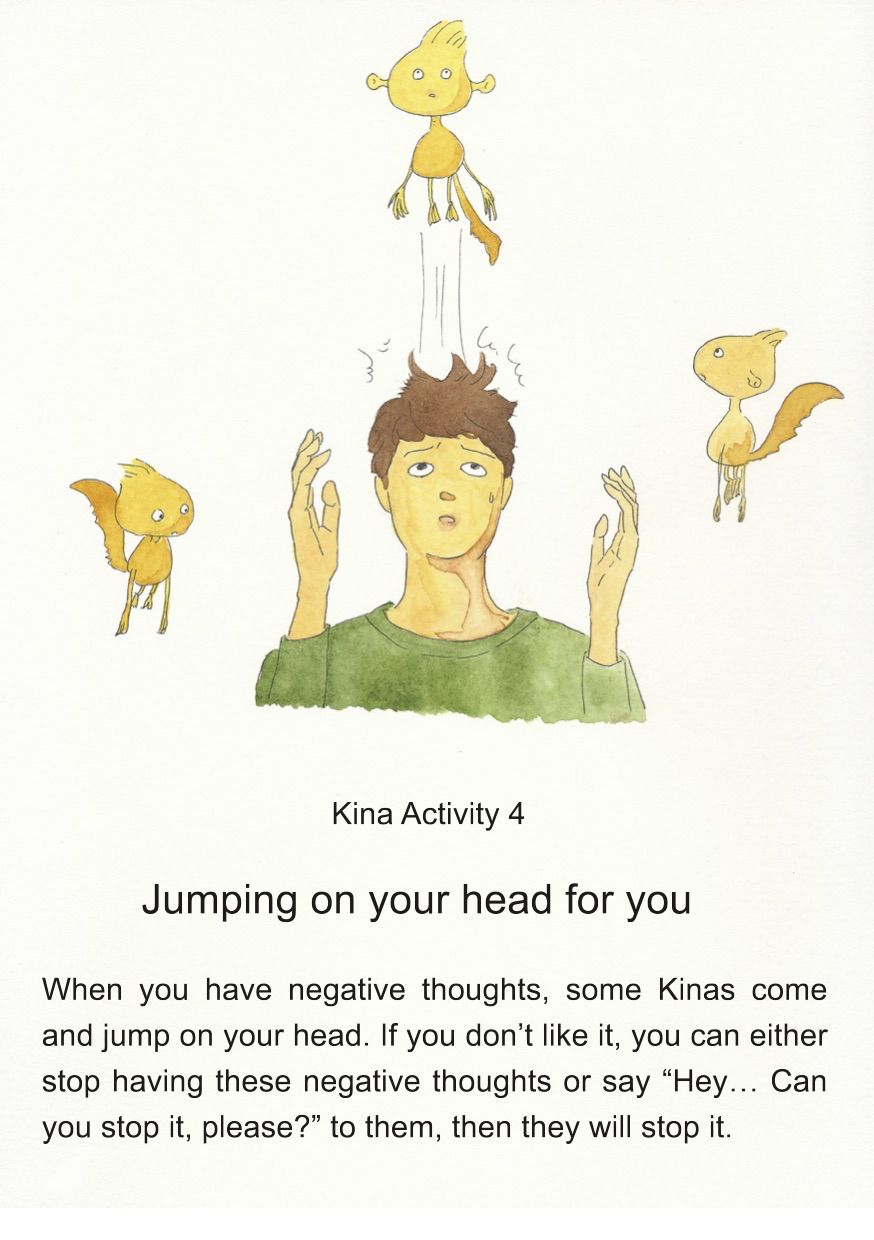 Kina Activity 4
Jumping on your head for you
When you have negative thoughts, some Kinas come
and jump on your head. If you don’t like it, you can either
stop having these negative thoughts or say “Hey… Can
you stop it, please?” to them, then they will stop it.